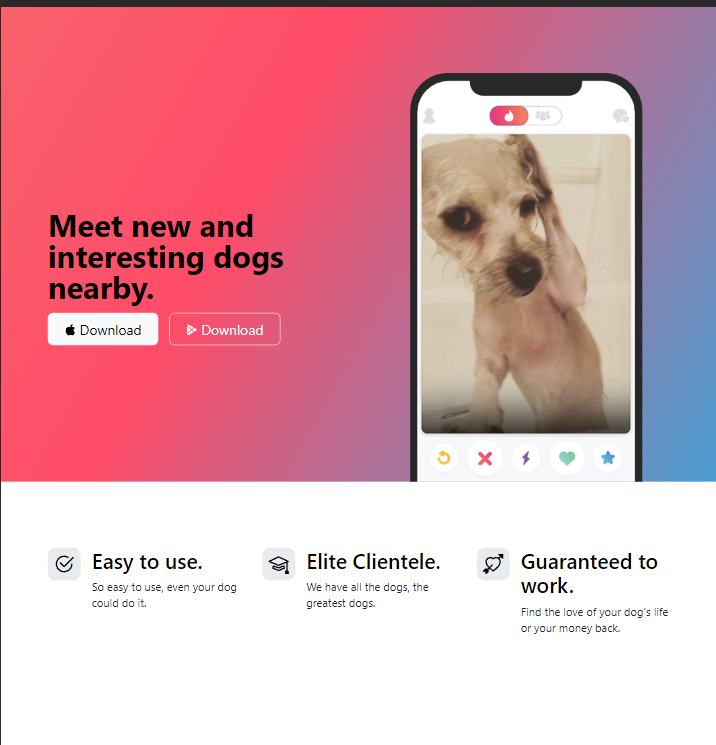 Meet new and
interesting dogs
nearby.
Download
Download
Easy to use.
So easy to use, even your dog
could do it.
Elite Clientele.
We have all the dogs, the
greatest dogs.
Guaranteed to
work.
Find the love of your dog's life
or your money back.